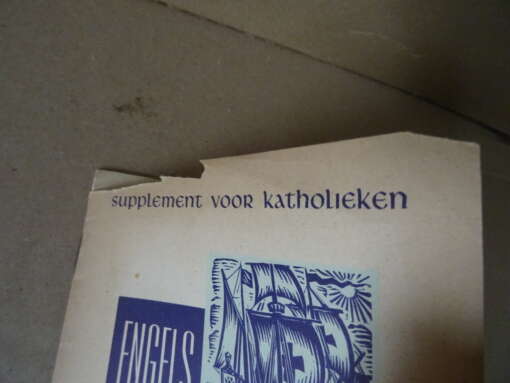 supplement voor katholieken
ENGELS